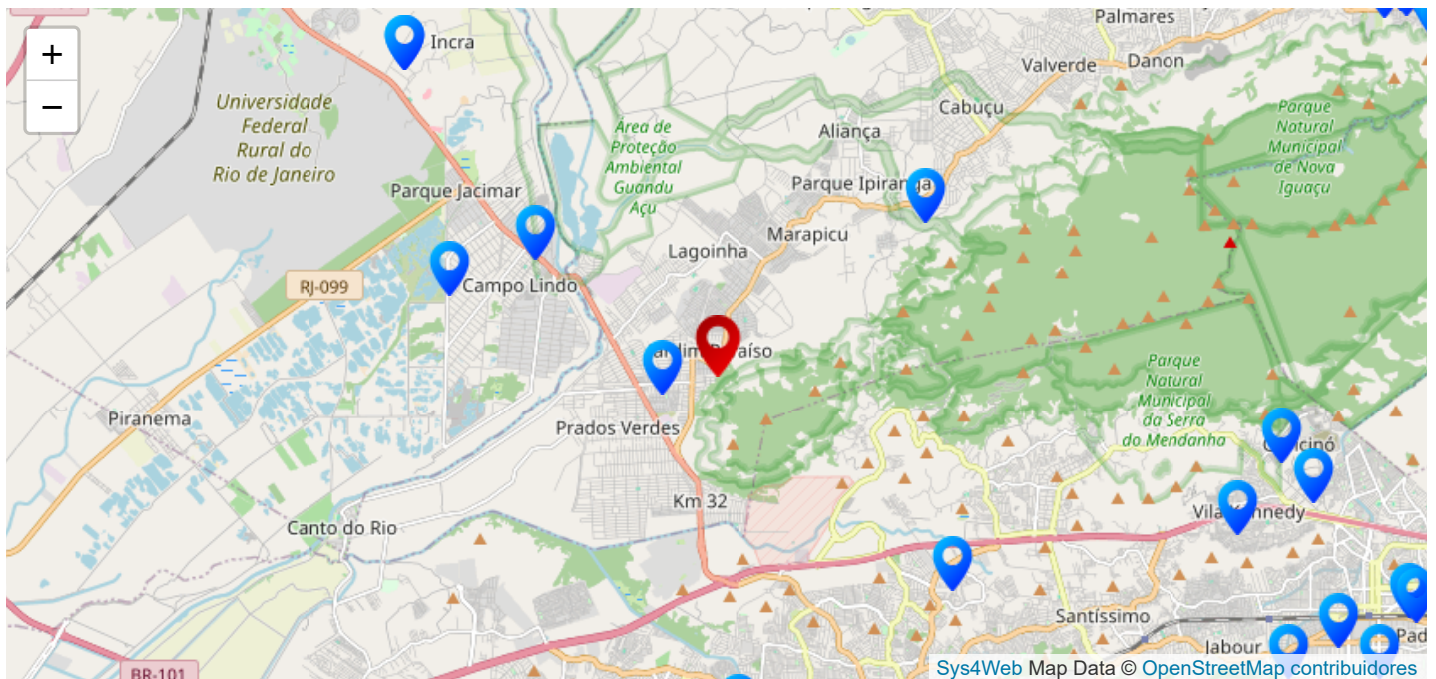 +
−
Incra
Palmares
Valverde
Danon
Universidade
Federal
Rural do
Rio de Janeiro
Cabuçu
Parque
Natural
Municipal
de Nova
Iguaçu
Área de
Proteção
Ambiental
Guandu
Açu
Aliança
Parque Jacimar
Parque Ipiranga
Marapicu
Lagoinha
RJ-099
Campo Lindo
Parque
Natural
Municipal
da Serra
do Mendanha
Piranema
Prados Verdes
Km 32
Canto do Rio
Santíssimo
Jabour
BR-101
Sys4Web Map Data © OpenStreetMap contribuidores